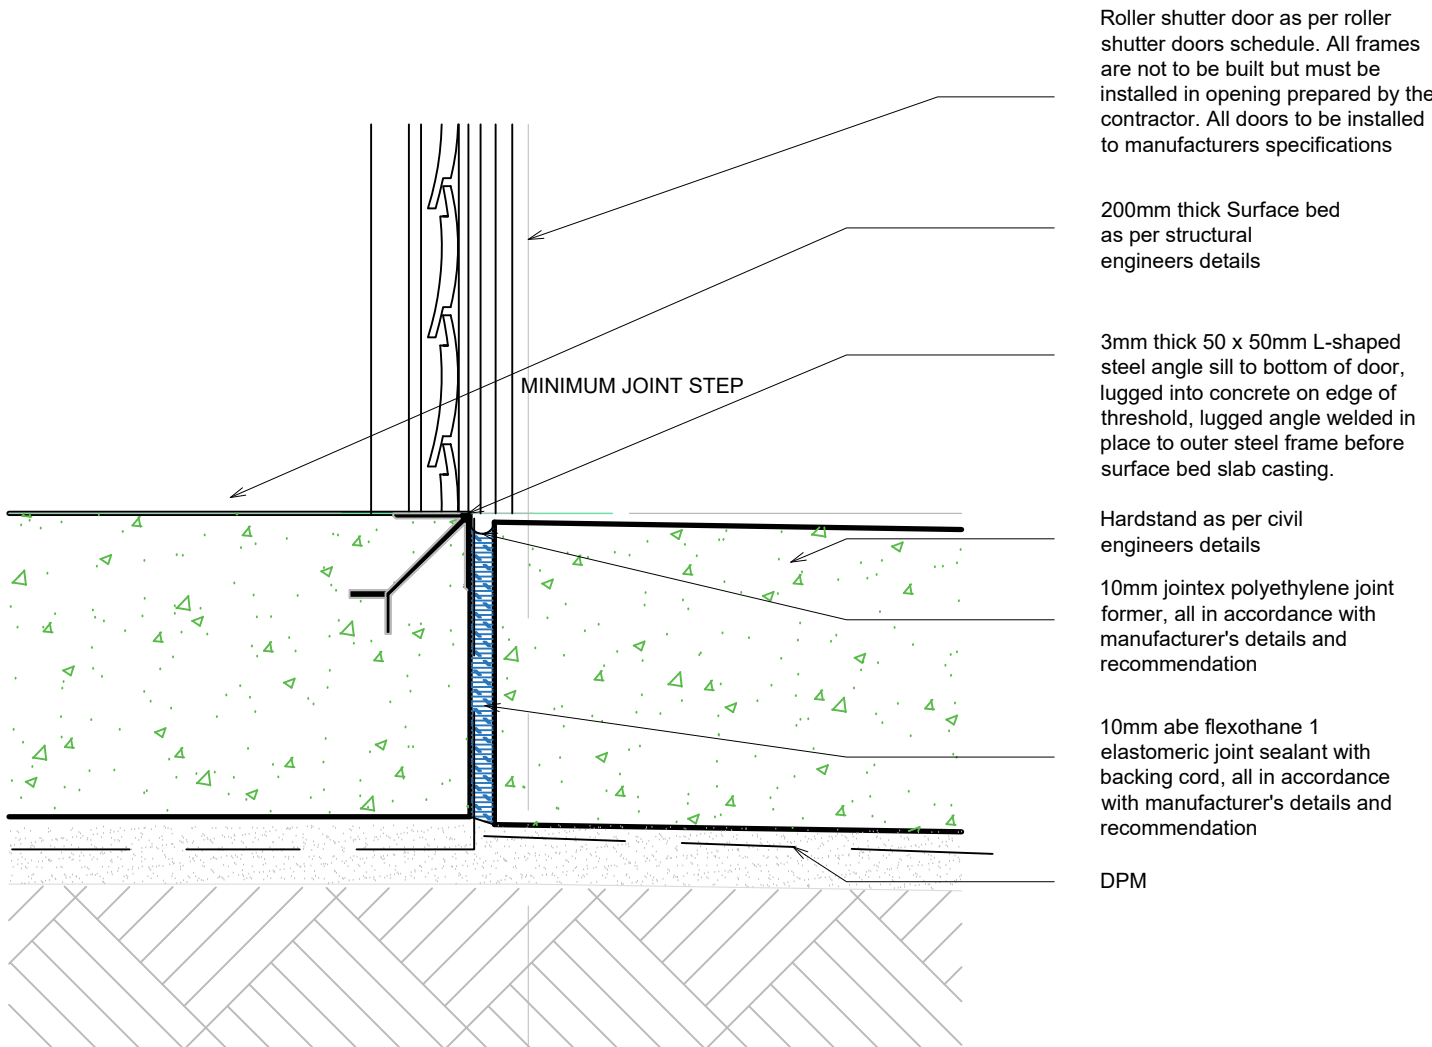 Roller shutter door as per roller
shutter doors schedule. All frames
are not to be built but must be
installed in opening prepared by the
contractor. All doors to be installed
to manufacturers specifications
200mm thick Surface bed
as per structural
engineers details
3mm thick 50 x 50mm L-shaped
steel angle sill to bottom of door,
lugged into concrete on edge of
threshold, lugged angle welded in
place to outer steel frame before
surface bed slab casting.
MINIMUM JOINT STEP
Hardstand as per civil
engineers details
10mm jointex polyethylene joint
former, all in accordance with
manufacturer's details and
recommendation
10mm abe flexothane 1
elastomeric joint sealant with
backing cord, all in accordance
with manufacturer's details and
recommendation
DPM